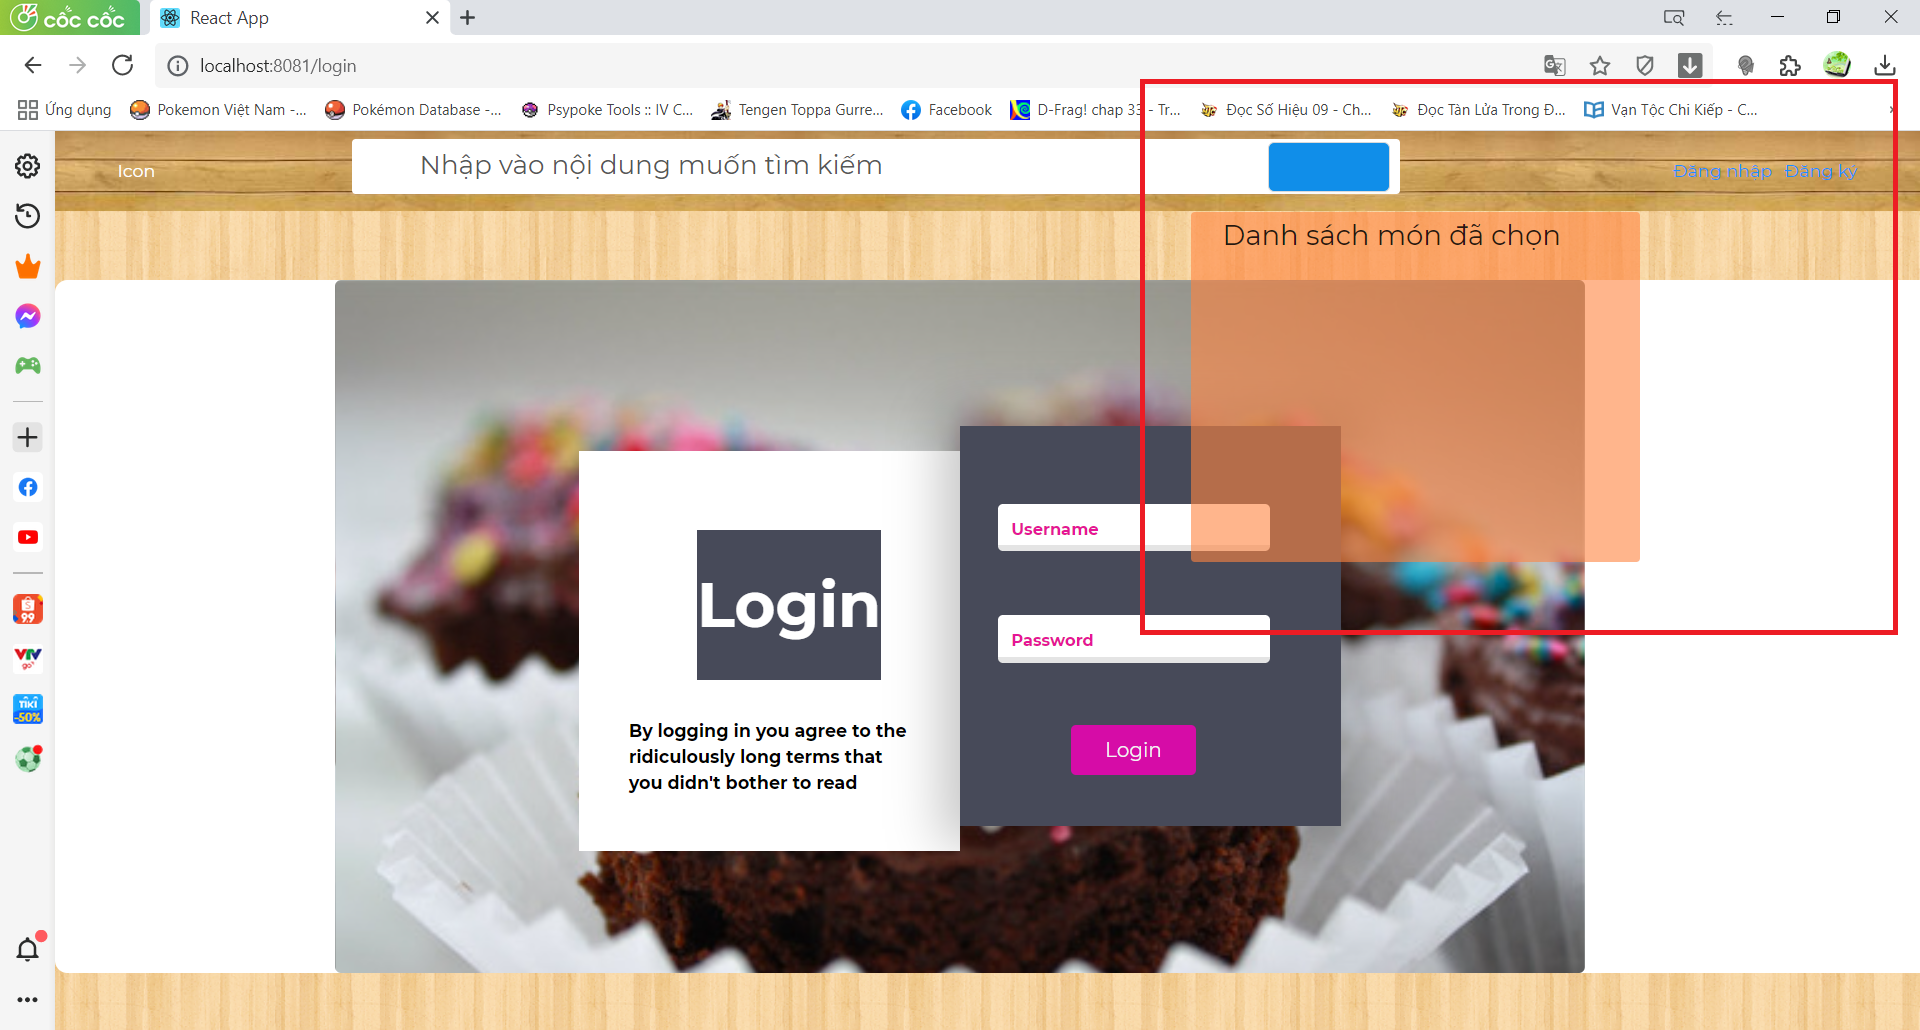 cốc cốc
React App
localhost:8081/login
Ứng dụng
Pokemon Việt Nam -...
Pokémon Database -...
Psypoke Tools :: IV C...
Tengen Toppa Gurre...
Facebook
D-Frag! chap 33 - Tr...
Đọc Số Hiệu 09 - Ch...
Đọc Tàn Lửa Trong Đ...
Vạn Tộc Chi Kiếp - C...
Icon
Nhập vào nội dung muốn tìm kiếm
Đăng nhập
Đăng ký
Danh sách món đã chọn
Username
Login
Password
By logging in you agree to the
ridiculously long terms that
you didn't bother to read
Login
99
VTV
go
TIKI
-50%